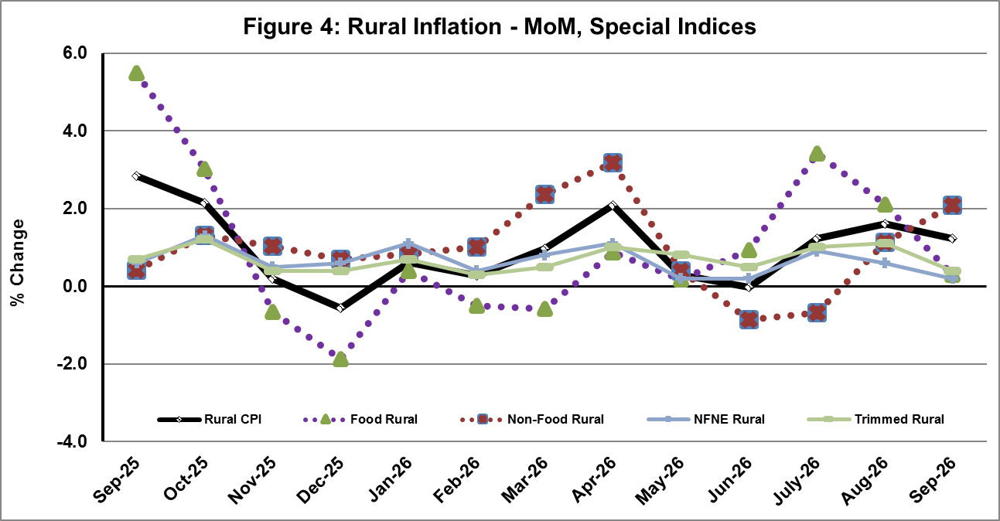 Figure 4: Rural Inflation - MoM, Special Indices
% Change
6.0
4.0
2.0
0.0
-2.0
-4.0
Rural CPI
Food Rural
Non-Food Rural
NFNE Rural
Trimmed Rural
Sep-25
Oct-25
Nov-25
Dec-25
Jan-26
Feb-26
Mar-26
Apr-26
May-26
Jun-26
July-26
Aug-26
Sep-26